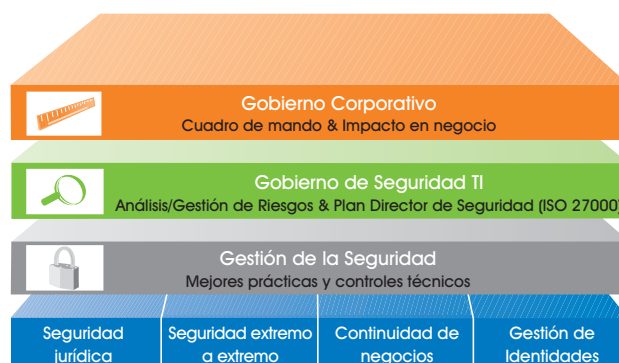 Gobierno Corporativo
Cuadro de mando & Impacto en negocio
Gobierno de Seguridad TI
Análisis/Gestión de Riesgos & Plan Director de Seguridad (ISO 27000)
Gestión de la Seguridad
Mejores prácticas y controles técnicos
Seguridad
jurídica
Seguridad extremo
a extremo
Continuidad de
negocios
Gestión de
Identidades